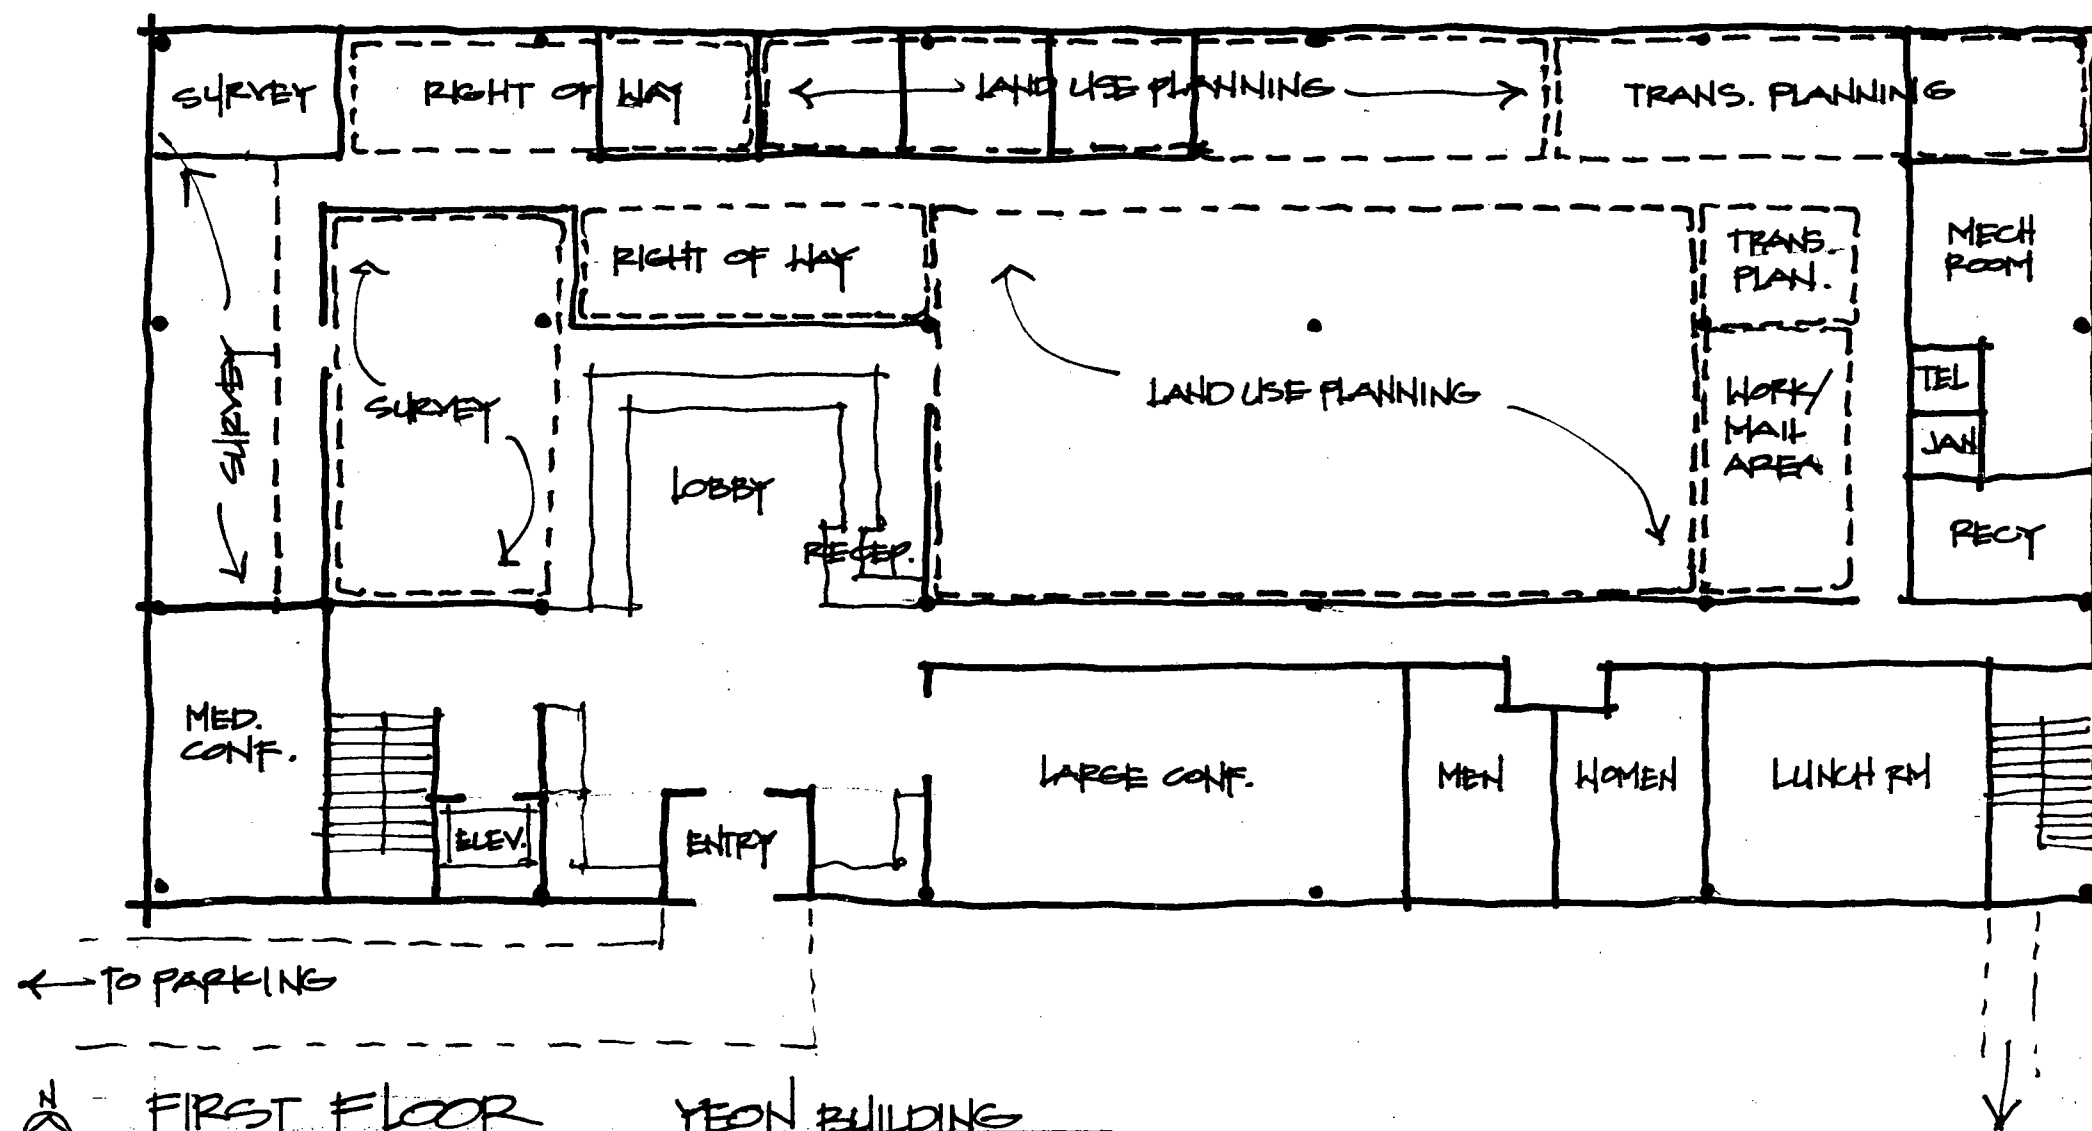 SURVEY
RIGHT OF WAY
LAND USE PLANNING
TRANS. PLANNING
SURVEY
SURVEY
RIGHT OF WAY
LAND USE PLANNING
TRANS.
PLAN.
WORK/
MAIL
AREA
MECH
ROOM
TEL
JAN
RECY
LOBBY
RECEP.
MED.
CONF.
ELEV.
ENTRY
LARGE CONF.
MEN
WOMEN
LUNCH RM
TO PARKING
N
FIRST FLOOR YEON BUILDING